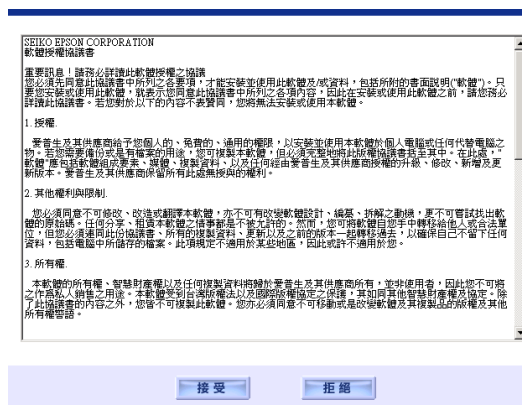 SEIKO EPSON CORPORATION
軟體授權協議書
重要訊息！請務必詳讀此軟體授權之協議
您必須先同意此協議書中所列之各要項，才能安裝並使用此軟體及/或資料，包括所附的書面說明("軟體")。只
要您安裝或使用此軟體，就表示您同意此協議書中所列之各項內容，因此在安裝或使用此軟體之前，請您務必
詳讀此協議書。若您對於以下的內容不表贊同，您將無法安裝或使用本軟體。
1. 授權.
愛普生及其供應商給予您個人的、免費的、通用的權限，以安裝並使用本軟體於個人電腦或任何代替電腦之
物。若您需要備份或是有檔案的用途，您可複製本軟體，但必須完整地將此版權協議書括至其中。在此處，"
軟體"應包括軟體組成要素、媒體、複製資料、以及任何經由愛普生及其供應商授權的升級、修改、新增及更
新版本。愛普生及其供應商保留所有此處無授與的權利。
2. 其他權利與限制.
您必須同意不可修改、改造或翻譯本軟體，亦不可有改變軟體設計、編纂、拆解之動機，更不可嘗試找出軟
體的原始碼。任何分享、租賃本軟體之情事都是不被允許的。然而，您可將軟體自您手中轉移給他人或合法單
位，但您必須連同此份協議書、所有的複製資料、更新以及之前的版本一起轉移過去，以確保自己不留下任何
資料，包括電腦中所儲存的檔案。此項規定不適用於某些地區，因此或許不適用於您。
3. 所有權.
本軟體的所有權、智慧財產權以及任何複製資料將歸於愛普生及其供應商所有，並非使用者，因此您不可將
之作爲私人銷售之用途。本軟體受到台灣版權法以及國際版權協定之保護，其如同其他智慧財產權及協定。除
了此協議書的內容之外，您皆不可複製此軟體。您亦必須同意不可移動或是改變軟體及其複製品的版權及其他
所有權警語。
接受
拒絕